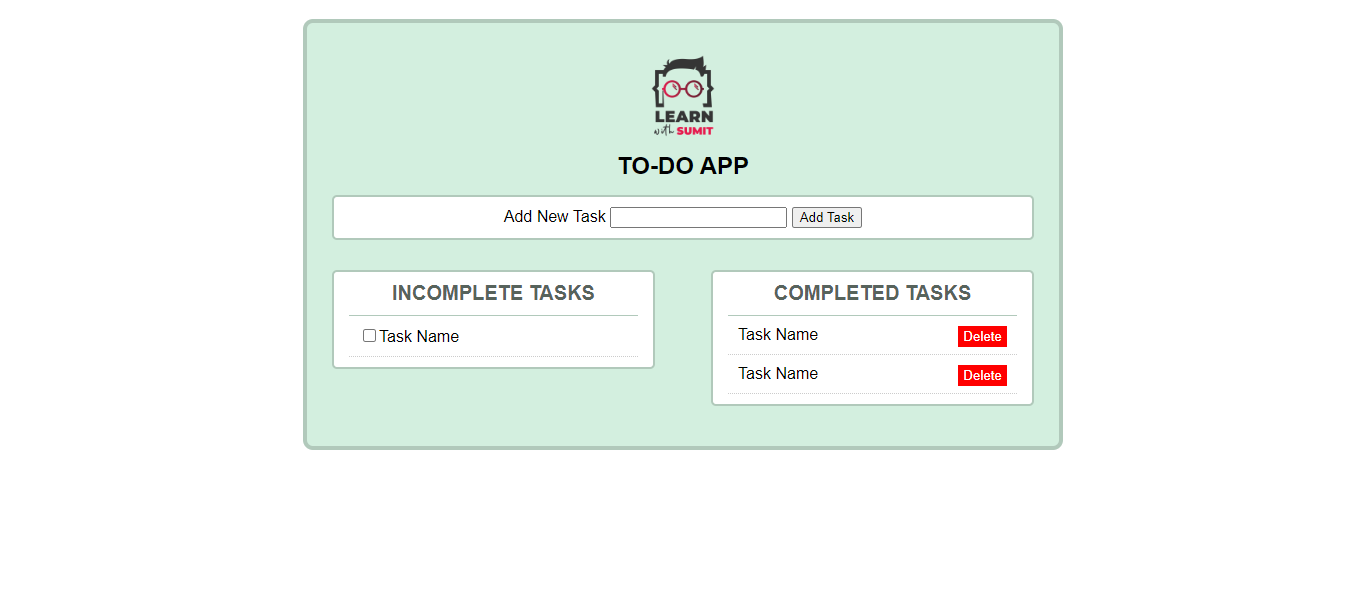 LEARN
with SUMIT
TO-DO APP
Add New Task Add Task
INCOMPLETE TASKS
Task Name
COMPLETED TASKS
Task Name Delete
Task Name Delete